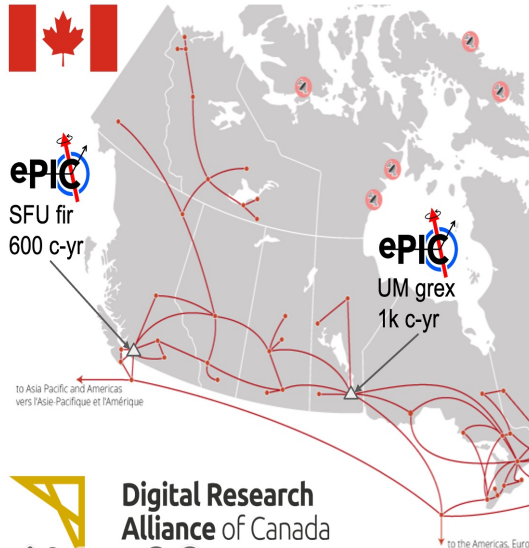 ePIC
SFU fir
600 c-yr
ePIC
UM grex
1k c-yr
to Asia Pacific and Americas
vers l'Asie-Pacifique et l'Amérique
Digital Research
Alliance of Canada
to the Americas, Euro